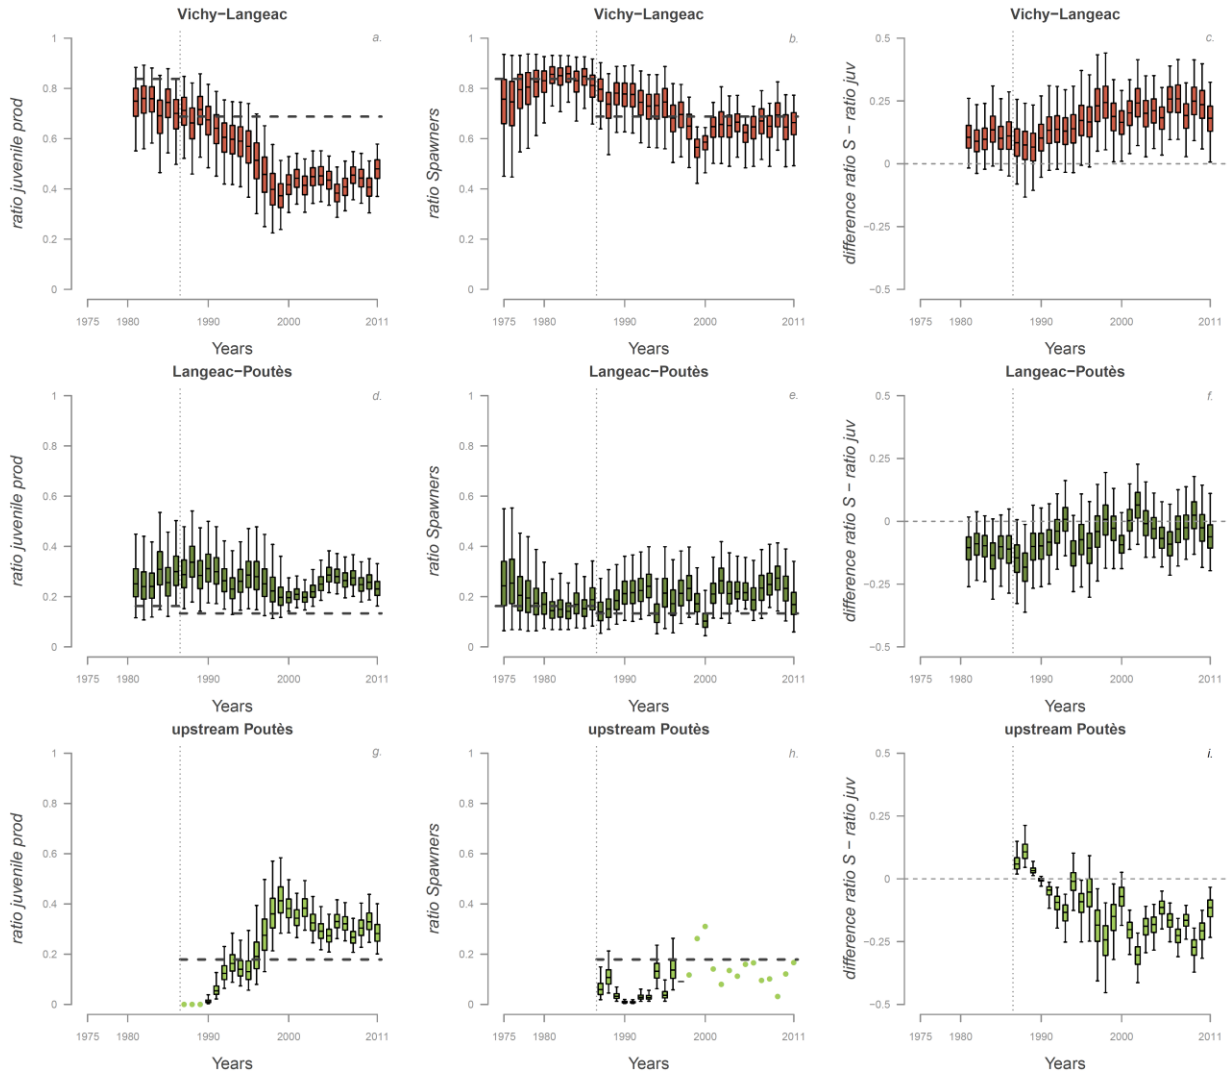 Vichy−Langeac
a.
ratio juvenile prod
1
0.8
0.6
0.4
0.2
0
1975 1980 1990 2000 2011
Years
Vichy−Langeac
b.
ratio Spawners
1
0.8
0.6
0.4
0.2
0
1975 1980 1990 2000 2011
Years
Vichy−Langeac
c.
difference ratio S − ratio juv
0.5
0.25
0
−0.25
−0.5
1975 1980 1990 2000 2011
Years
Langeac−Poutès
d.
ratio juvenile prod
1
0.8
0.6
0.4
0.2
0
1975 1980 1990 2000 2011
Years
Langeac−Poutès
e.
ratio Spawners
1
0.8
0.6
0.4
0.2
0
1975 1980 1990 2000 2011
Years
Langeac−Poutès
f.
difference ratio S − ratio juv
0.5
0.25
0
−0.25
−0.5
1975 1980 1990 2000 2011
Years
upstream Poutès
g.
ratio juvenile prod
1
0.8
0.6
0.4
0.2
0
1975 1980 1990 2000 2011
Years
upstream Poutès
h.
ratio Spawners
1
0.8
0.6
0.4
0.2
0
1975 1980 1990 2000 2011
Years
upstream Poutès
i.
difference ratio S − ratio juv
0.5
0.25
0
−0.25
−0.5
1975 1980 1990 2000 2011
Years